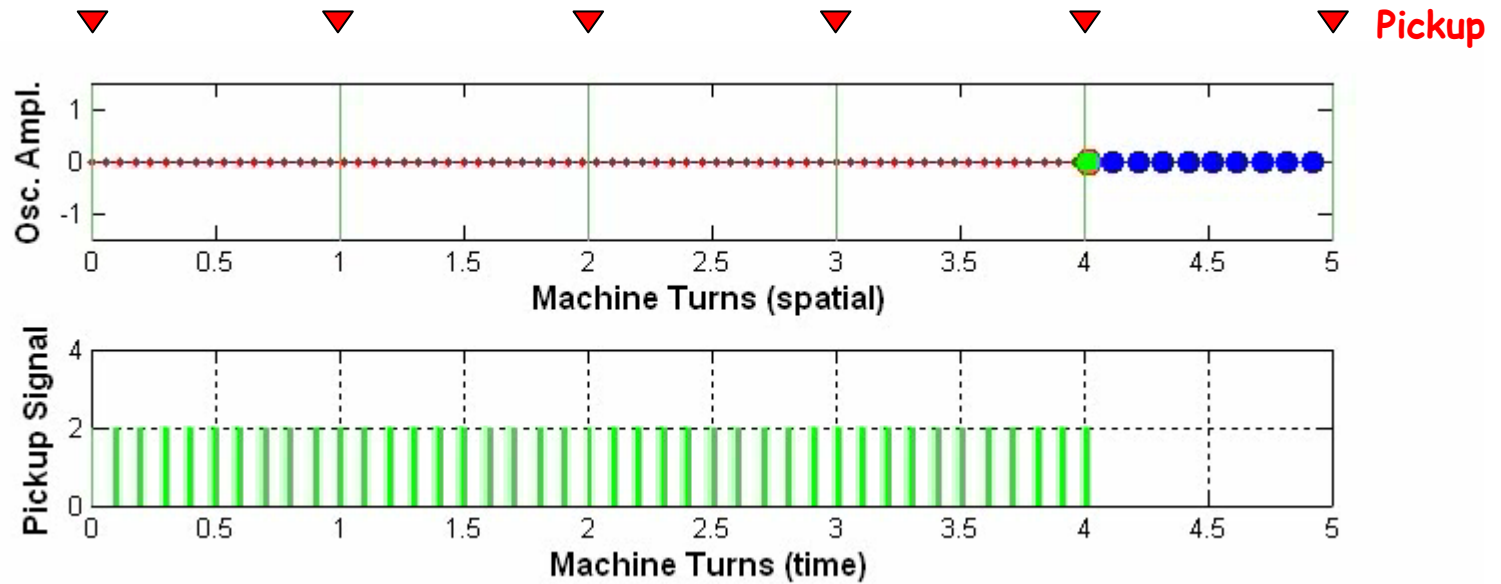 Pickup
Osc. Ampl.
1
0
-1
0 0.5 1 1.5 2 2.5 3 3.5 4 4.5 5
Machine Turns (spatial)
Pickup Signal
4
2
0
0 0.5 1 1.5 2 2.5 3 3.5 4 4.5 5
Machine Turns (time)